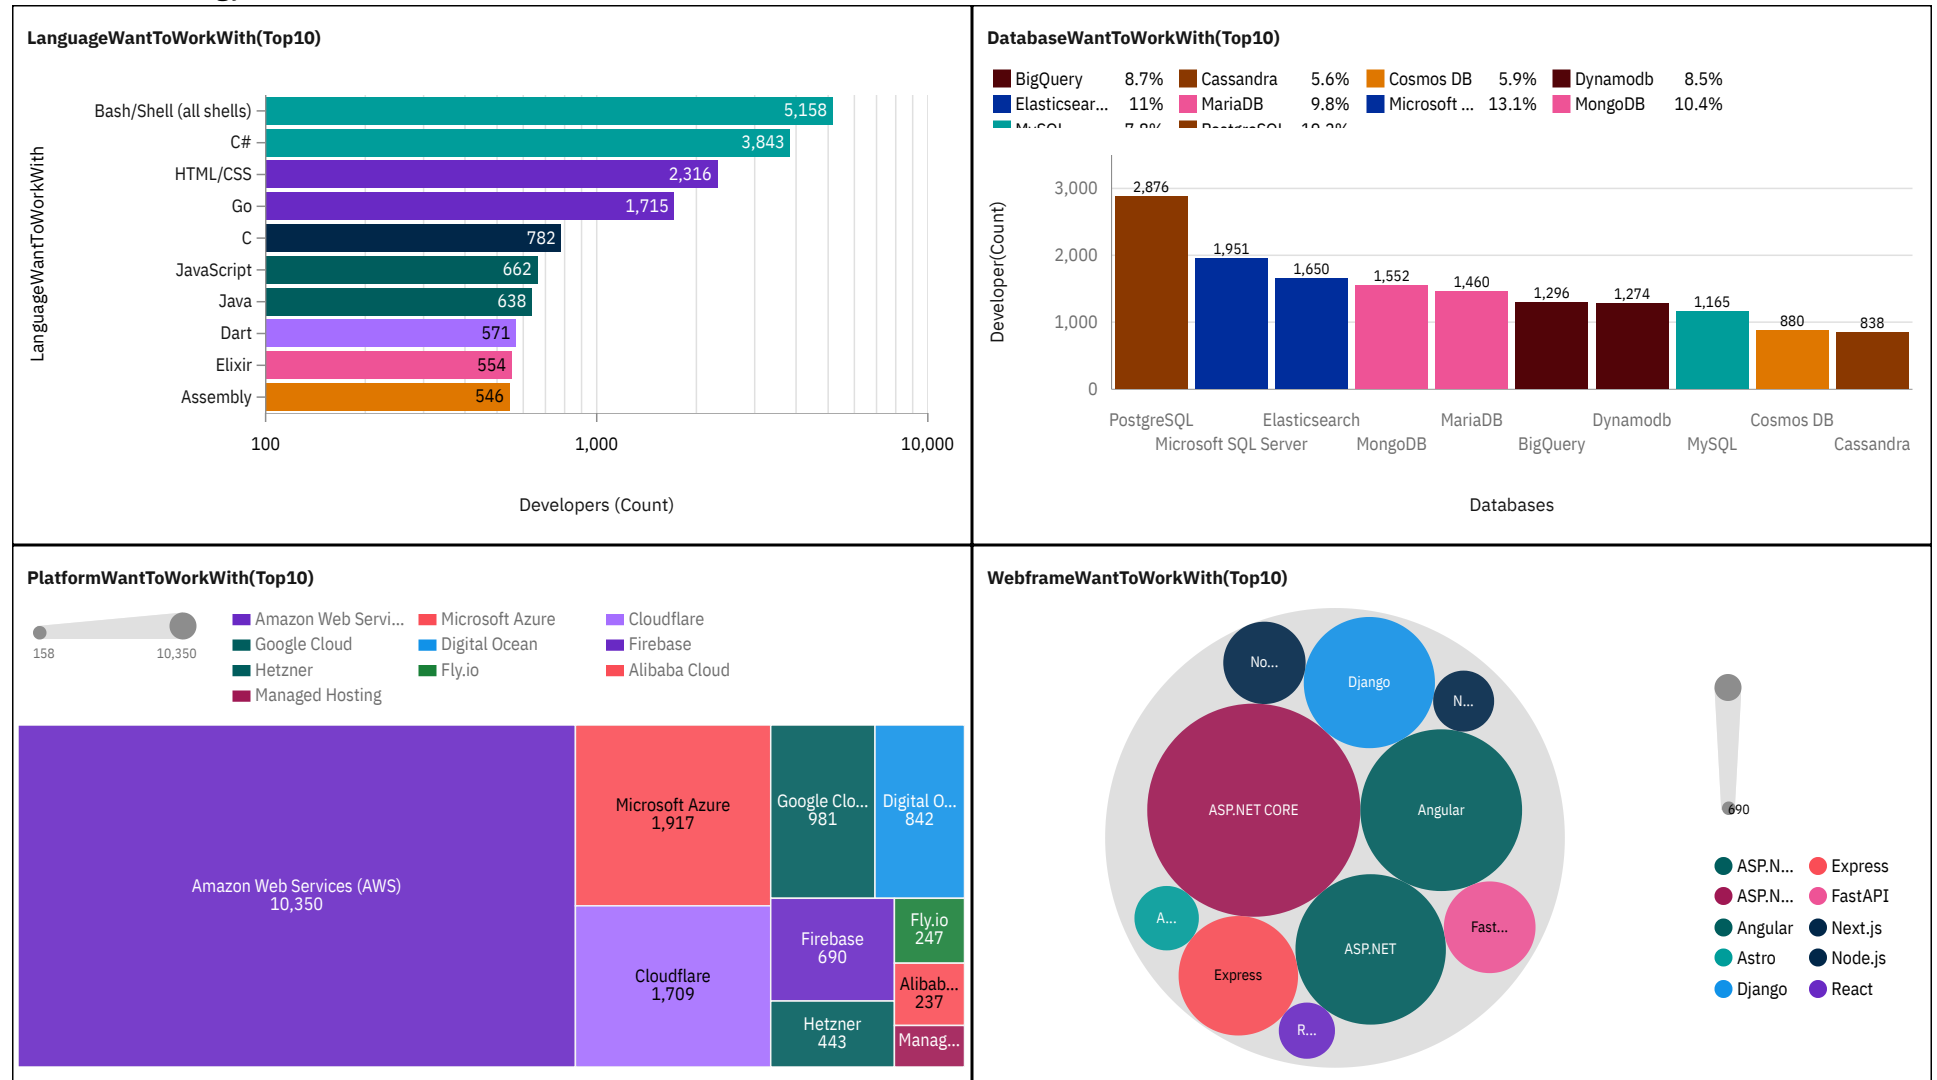 LanguageWantToWorkWith(Top10)
LanguageWantToWorkWith
Bash/Shell (all shells) 5,158
C# 3,843
HTML/CSS 2,316
Go 1,715
C 782
JavaScript 662
Java 638
Dart 571
Elixir 554
Assembly 546
100 1,000 10,000
Developers (Count)
DatabaseWantToWorkWith(Top10)
BigQuery 8.7% Cassandra 5.6% Cosmos DB 5.9% Dynamodb 8.5%
Elasticsear... 11% MariaDB 9.8% Microsoft ... 13.1% MongoDB 10.4%
MySQL 7.8% PostgreSQL 19.3%
Developer(Count)
3,000
2,000
1,000
0
2,876
1,951
1,650
1,552
1,460
1,296
1,274
1,165
880
838
PostgreSQL Elasticsearch MariaDB Dynamodb Cosmos DB
Microsoft SQL Server MongoDB BigQuery MySQL Cassandra
Databases
PlatformWantToWorkWith(Top10)
158 10,350
Amazon Web Servi... Microsoft Azure Cloudflare
Google Cloud Digital Ocean Firebase
Hetzner Fly.io Alibaba Cloud
Managed Hosting
Amazon Web Services (AWS)
10,350
Microsoft Azure
1,917
Cloudflare
1,709
Google Clo...
981
Digital O...
842
Firebase
690
Hetzner
443
Fly.io
247
Alibab...
237
Manag...
WebframeWantToWorkWith(Top10)
No...
Django
N...
ASP.NET CORE
Angular
A...
Express
ASP.NET
Fast...
R...
690
ASP.N... Express
ASP.N... FastAPI
Angular Next.js
Astro Node.js
Django React